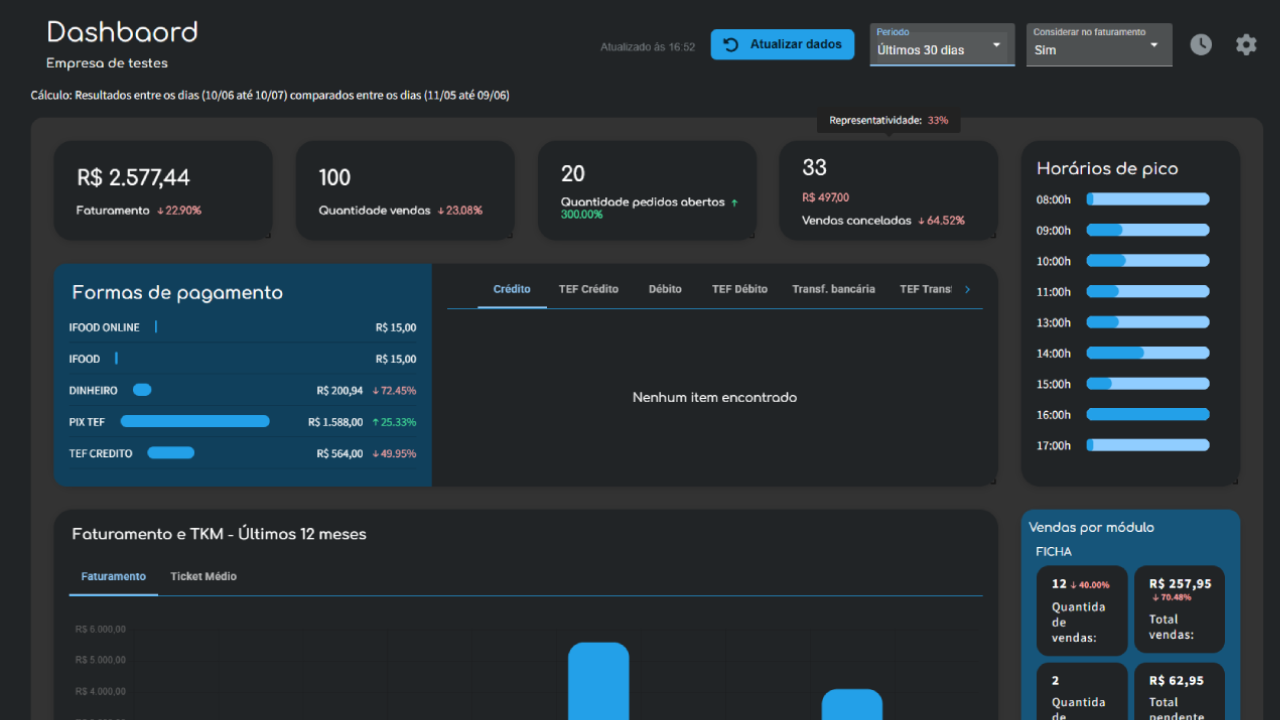 Dashbaord
Empresa de testes
Atualizado às 16:52
Atualizar dados
Período
Últimos 30 dias
Considerar no faturamento
Sim
Cálculo: Resultados entre os dias (10/06 até 10/07) comparados entre os dias (11/05 até 09/06)
Representatividade: 33%
R$ 2.577,44
Faturamento ↓22.90%
100
Quantidade vendas ↓23.08%
20
Quantidade pedidos abertos ↑
300.00%
33
R$ 497,00
Vendas canceladas ↓64.52%
Horários de pico
08:00h
09:00h
10:00h
11:00h
13:00h
14:00h
15:00h
16:00h
17:00h
Formas de pagamento
IFOOD ONLINE R$ 15,00
IFOOD R$ 15,00
DINHEIRO R$ 200,94 ↓72.45%
PIX TEF R$ 1.588,00 ↑25.33%
TEF CREDITO R$ 564,00 ↓49.95%
Crédito TEF Crédito Débito TEF Débito Transf. bancária TEF Trans
Nenhum item encontrado
Faturamento e TKM - Últimos 12 meses
Faturamento Ticket Médio
R$ 6.000,00
R$ 5.000,00
R$ 4.000,00
Vendas por módulo
FICHA
12 ↓40.00%
Quantida
de
vendas:
R$ 257,95
↓70.48%
Total
vendas:
2
Quantida
de
R$ 62,95
Total
pendente